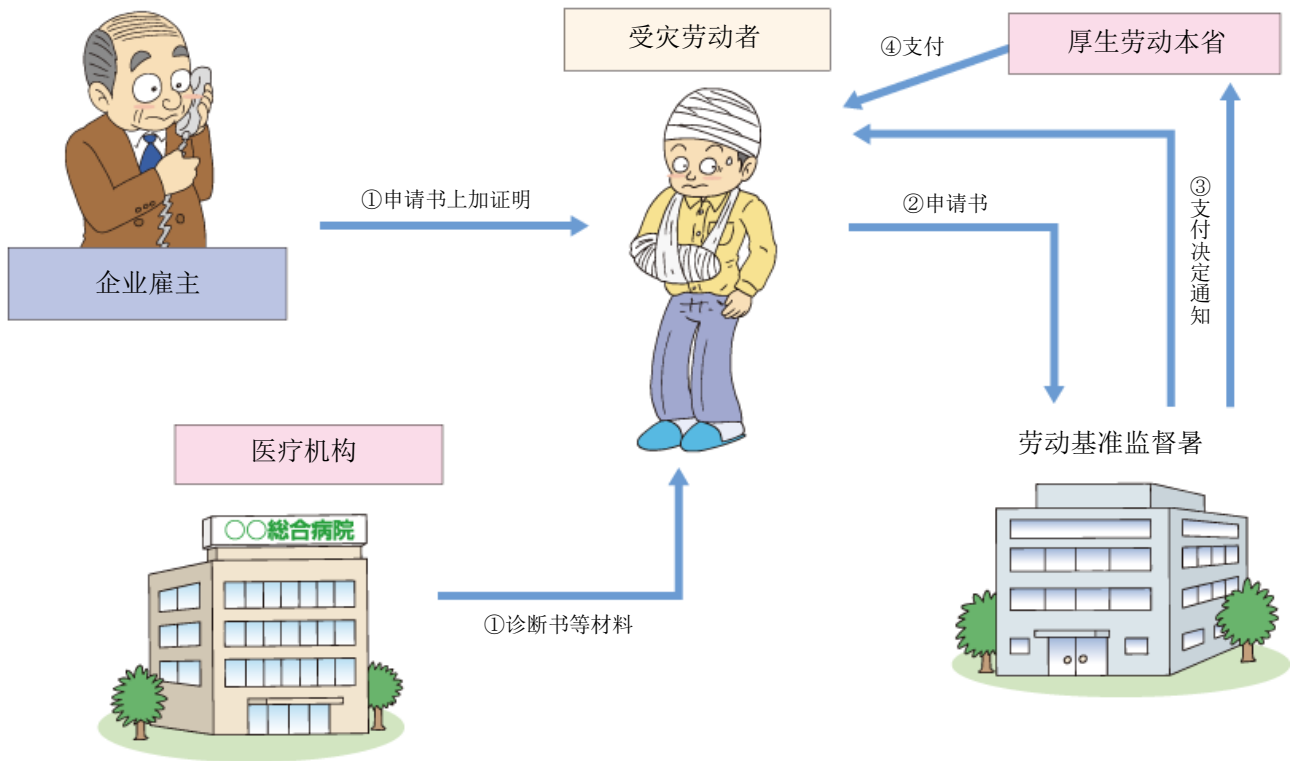 受灾劳动者
④支付
厚生劳动本省
①申请书上加证明
②申请书
③支付决定通知
企业雇主
医疗机构
○○総合病院
①诊断书等材料
劳动基准监督署